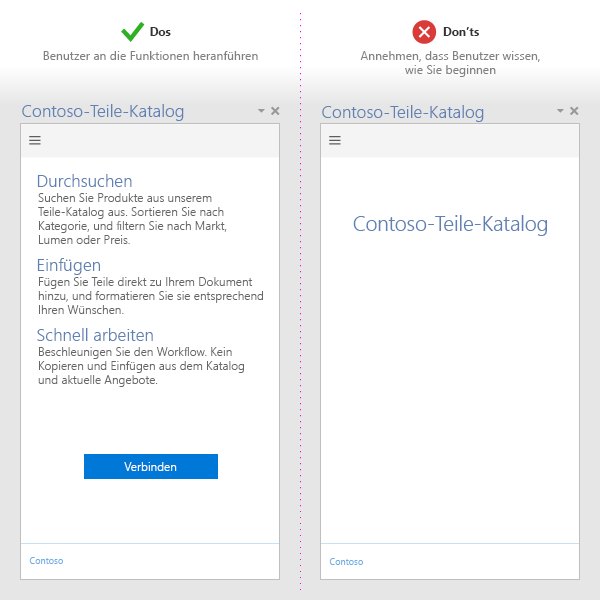 Dos
Benutzer an die Funktionen heranführen
Contoso-Teile-Katalog
Durchsuchen
Suchen Sie Produkte aus unserem
Teile-Katalog aus. Sortieren Sie nach
Kategorie, und filtern Sie nach Markt,
Lumen oder Preis.
Einfügen
Fügen Sie Teile direkt zu Ihrem Dokument
hinzu, und formatieren Sie sie entsprechend
Ihren Wünschen.
Schnell arbeiten
Beschleunigen Sie den Workflow. Kein
Kopieren und Einfügen aus dem Katalog
und aktuelle Angebote.
Verbinden
Contoso
Don’ts
Annehmen, dass Benutzer wissen,
wie Sie beginnen
Contoso-Teile-Katalog
Contoso-Teile-Katalog
Contoso